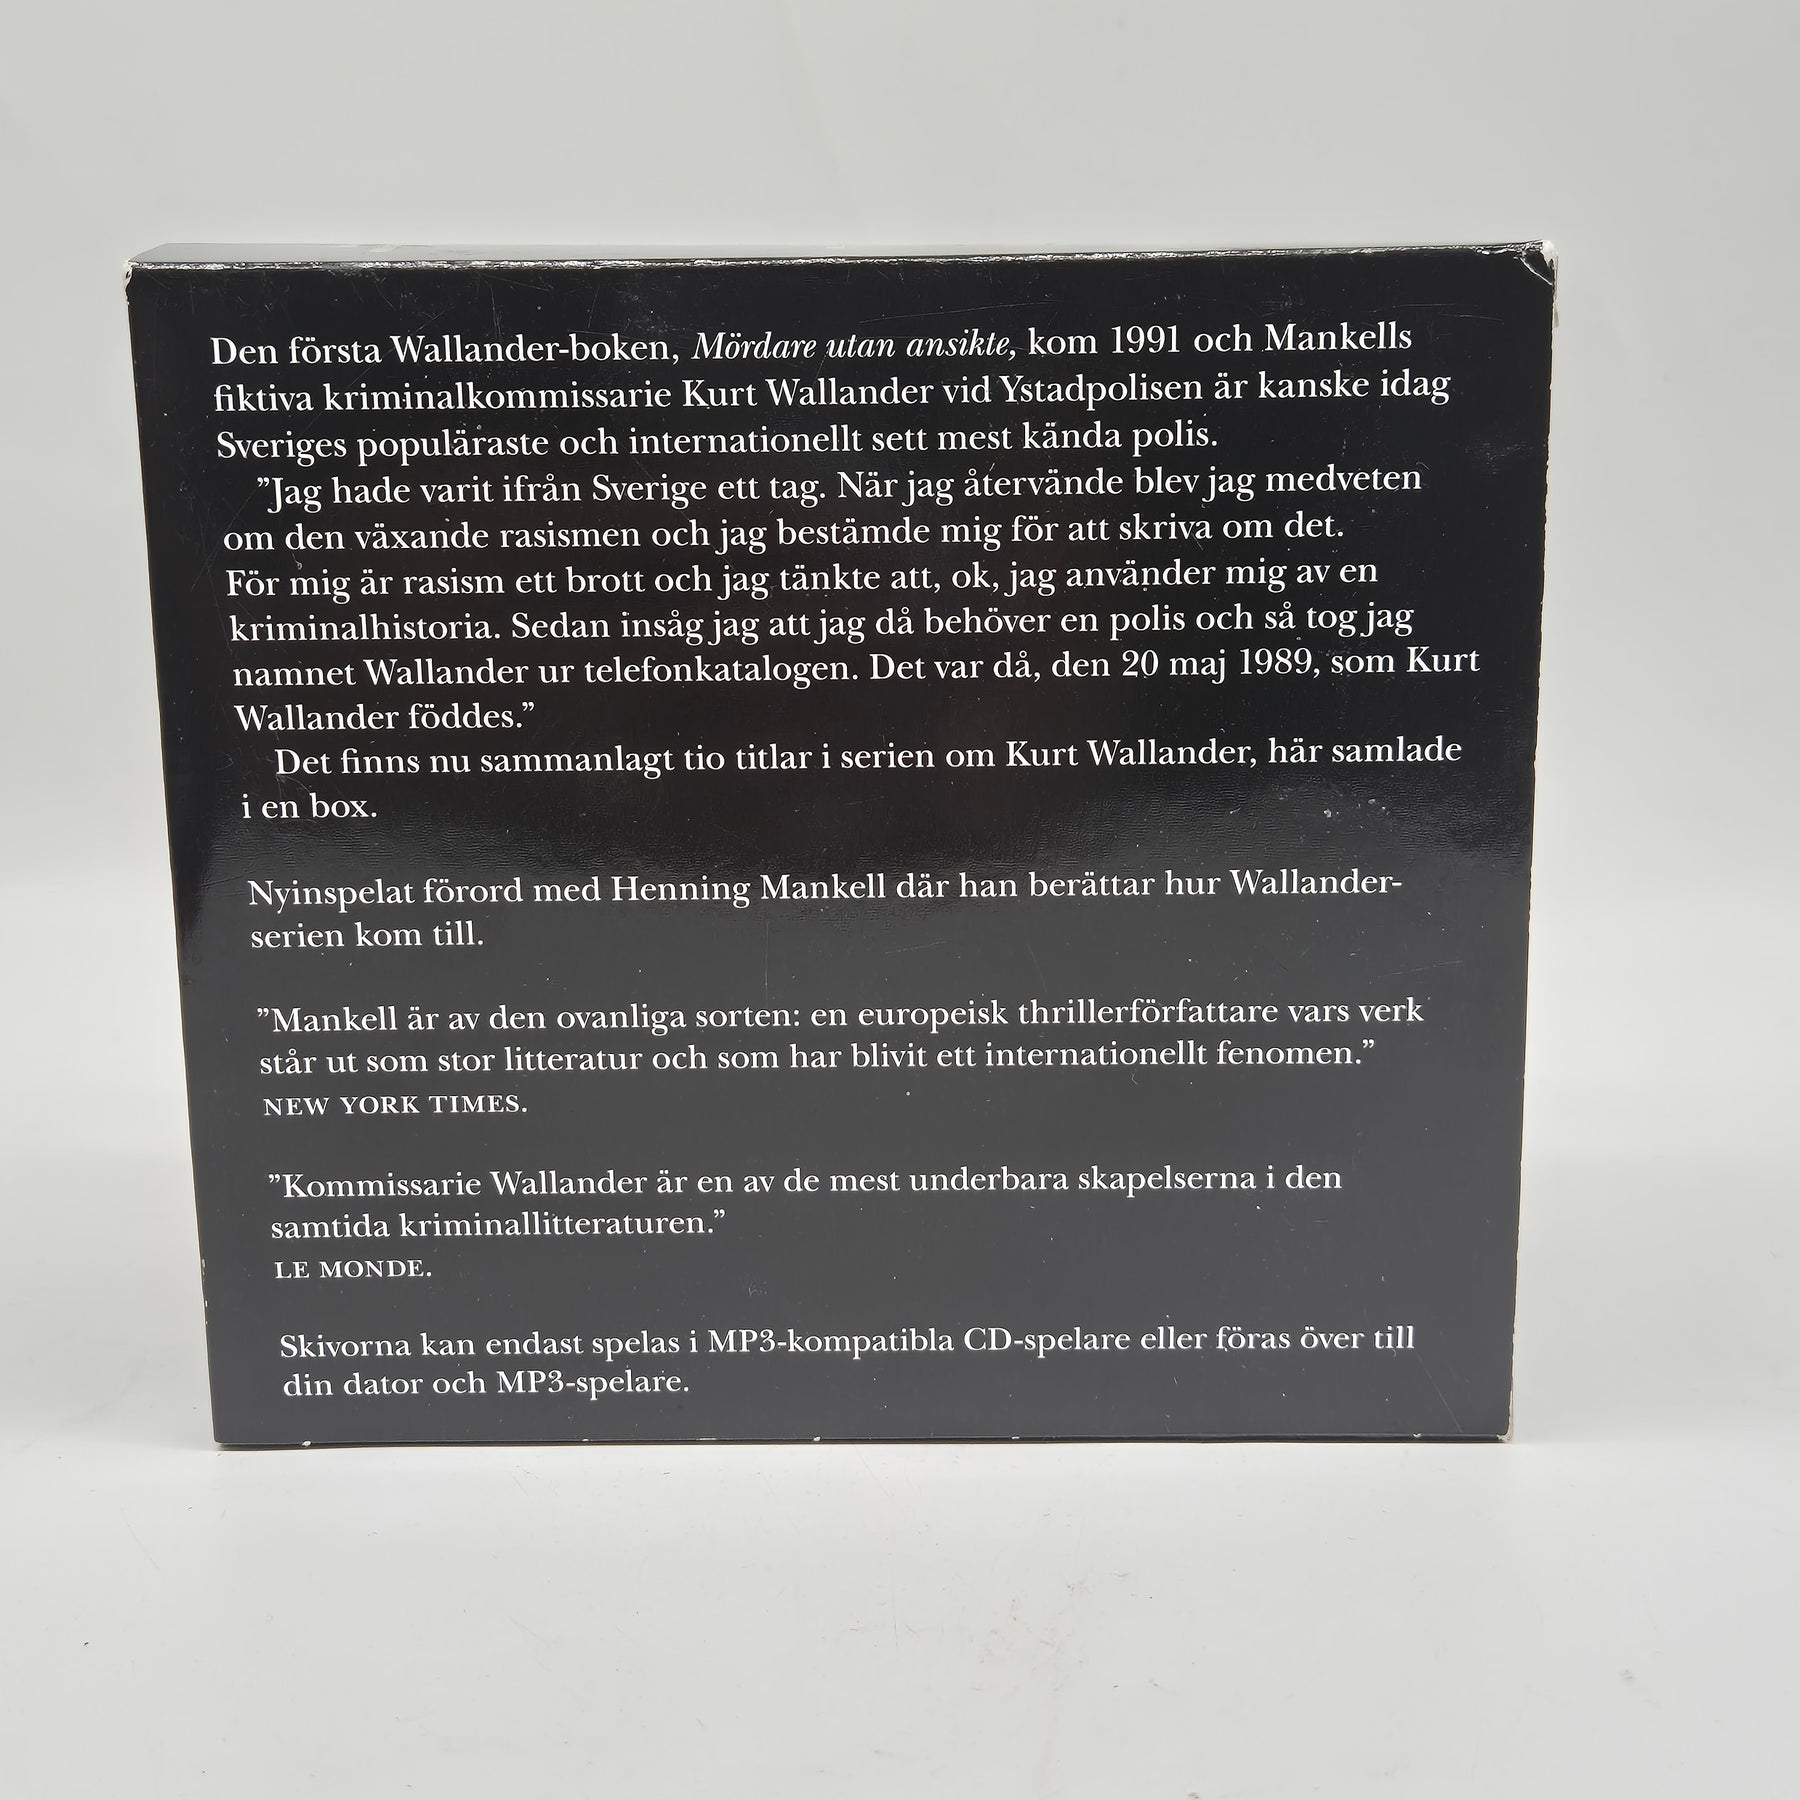 Den första Wallander-boken, Mördare utan ansikte, kom 1991 och Mankells
fiktiva kriminalkommissarie Kurt Wallander vid Ystadpolisen är kanske idag
Sveriges populäraste och internationellt sett mest kända polis.
”Jag hade varit ifrån Sverige ett tag. När jag återvände blev jag medveten
om den växande rasismen och jag bestämde mig för att skriva om det.
För mig är rasism ett brott och jag tänkte att, ok, jag använder mig av en
kriminalhistoria. Sedan insåg jag att jag då behöver en polis och så tog jag
namnet Wallander ur telefonkatalogen. Det var då, den 20 maj 1989, som Kurt
Wallander föddes.”
Det finns nu sammanlagt tio titlar i serien om Kurt Wallander, här samlade
i en box.
Nyinspelat förord med Henning Mankell där han berättar hur Wallander-
serien kom till.
”Mankell är av den ovanliga sorten: en europeisk thrillerförfattare vars verk
står ut som stor litteratur och som har blivit ett internationellt fenomen.”
NEW YORK TIMES.
”Kommissarie Wallander är en av de mest underbara skapelserna i den
samtida kriminallitteraturen.”
LE MONDE.
Skivorna kan endast spelas i MP3-kompatibla CD-spelare eller föras över till
din dator och MP3-spelare.